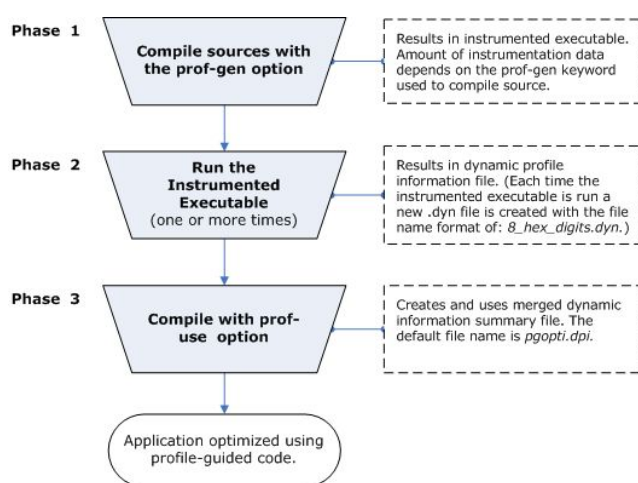 Phase 1
Compile sources with
the prof-gen option
Results in instrumented executable.
Amount of instrumentation data
depends on the prof-gen keyword
used to compile source.
Phase 2
Run the
Instrumented
Executable
(one or more times)
Results in dynamic profile
information file. (Each time the
instrumented executable is run a
new .dyn file is created with the file
name format of: 8_hex_digits.dyn.)
Phase 3
Compile with prof-
use option
Creates and uses merged dynamic
information summary file. The
default file name is pgopti.dpi.
Application optimized using
profile-guided code.